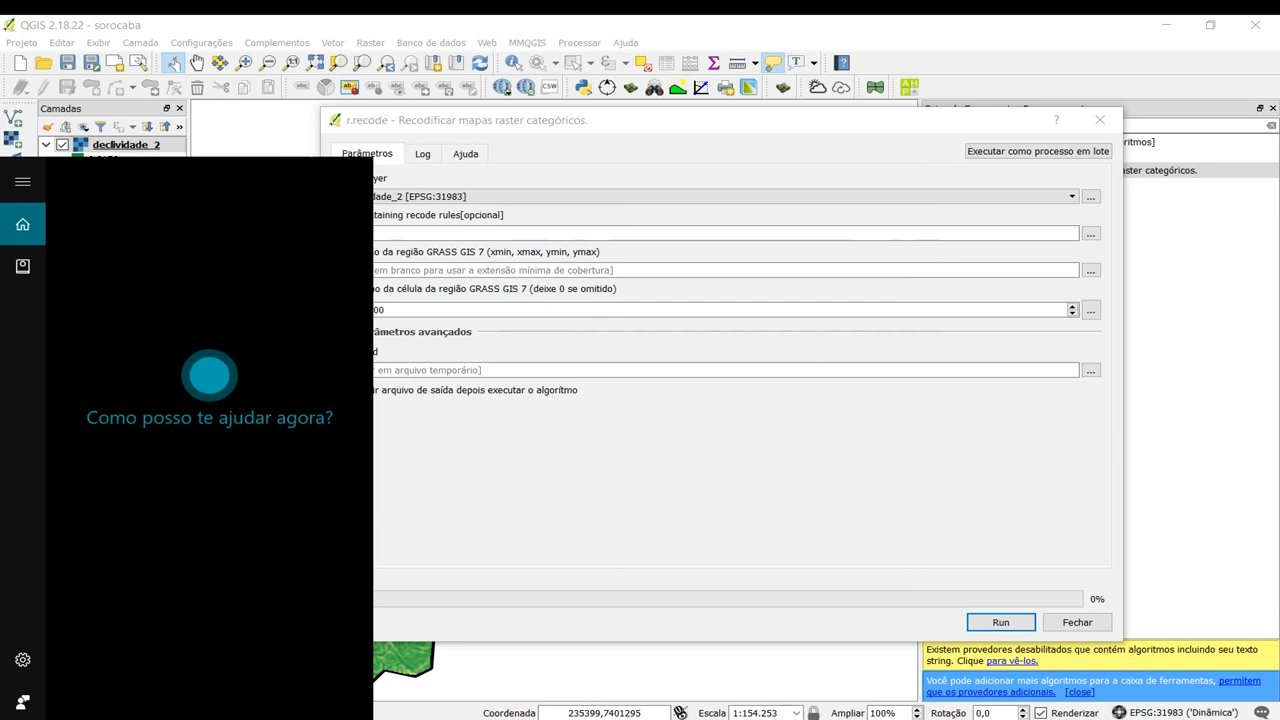 QGIS 2.18.22 - sorocaba
Projeto Editar Exibir Camada Configurações Complementos Vetor Raster Banco de dados Web MMQGIS Processar Ajuda
CSW
Camadas
declividade_2
r.recode - Recodificar mapas raster categóricos.
Parâmetros Log Ajuda
Executar como processo em lote
ritmos]
aster categóricos.
yer
dade_2 [EPSG:31983]
taining recode rules[opcional]
o da região GRASS GIS 7 (xmin, xmax, ymin, ymax)
em branco para usar a extensão mínima de cobertura]
o da célula da região GRASS GIS 7 (deixe 0 se omitido)
00
âmetros avançados
d
r em arquivo temporário]
ir arquivo de saída depois executar o algorítmo
Como posso te ajudar agora?
0%
Run Fechar
Existem provedores desabilitados que contém algoritmos incluindo seu texto
string. Clique para vê-los.
Você pode adicionar mais algoritmos para a caixa de ferramentas, permitem
que os provedores adicionais. [close]
Coordenada 235399,7401295 Escala 1:154.253 Ampliar 100% Rotação 0,0 Renderizar EPSG:31983 ('Dinâmica')